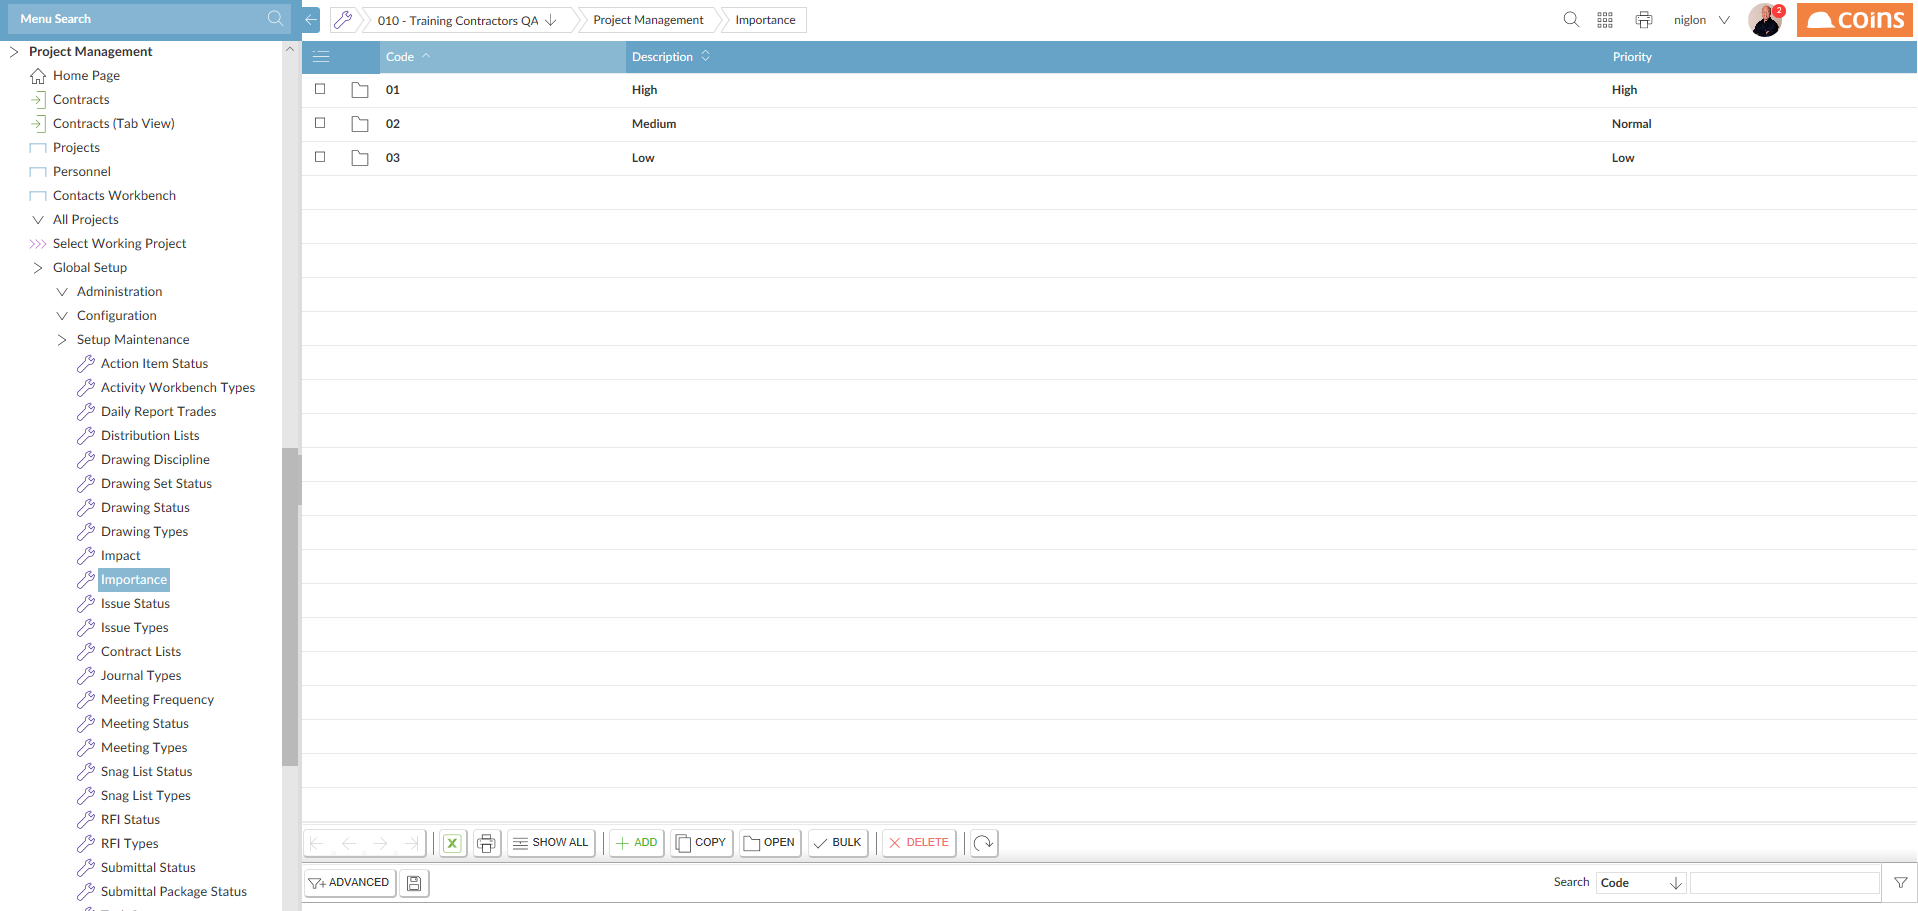 Menu Search
010 - Training Contractors QA
Project Management
Importance
niglon
2
coins
Project Management
Home Page
Contracts
Contracts (Tab View)
Projects
Personnel
Contacts Workbench
All Projects
Select Working Project
Global Setup
Administration
Configuration
Setup Maintenance
Action Item Status
Activity Workbench Types
Daily Report Trades
Distribution Lists
Drawing Discipline
Drawing Set Status
Drawing Status
Drawing Types
Impact
Importance
Issue Status
Issue Types
Contract Lists
Journal Types
Meeting Frequency
Meeting Status
Meeting Types
Snag List Status
Snag List Types
RFI Status
RFI Types
Submittal Status
Submittal Package Status
Code Description Priority
01 High High
02 Medium Normal
03 Low Low
SHOW ALL ADD COPY OPEN BULK DELETE
ADVANCED Search Code